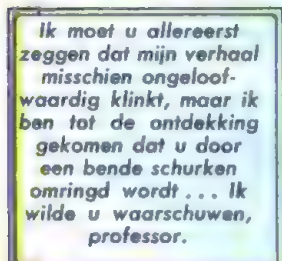 Ik moet u allereerst
zeggen dat mijn verhaal
misschien ongeloof-
waardig klinkt, maar ik
ben tot de ontdekking
gekomen dat u door
een bende schurken
omringd wordt... Ik
wilde u waarschuwen,
professor.